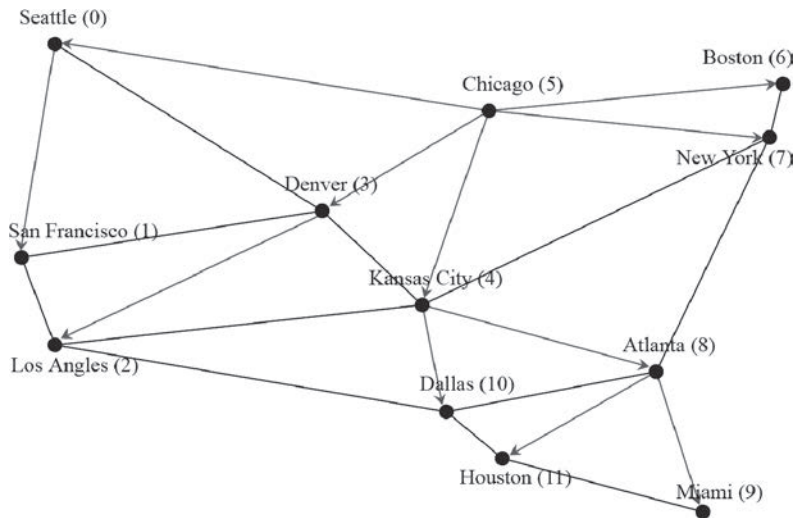 Seattle (0)
Boston (6)
Chicago (5)
New York (7)
Denver (3)
San Francisco (1)
Kansas City (4)
Atlanta (8)
Los Angles (2)
Dallas (10)
Houston (11)
Miami (9)